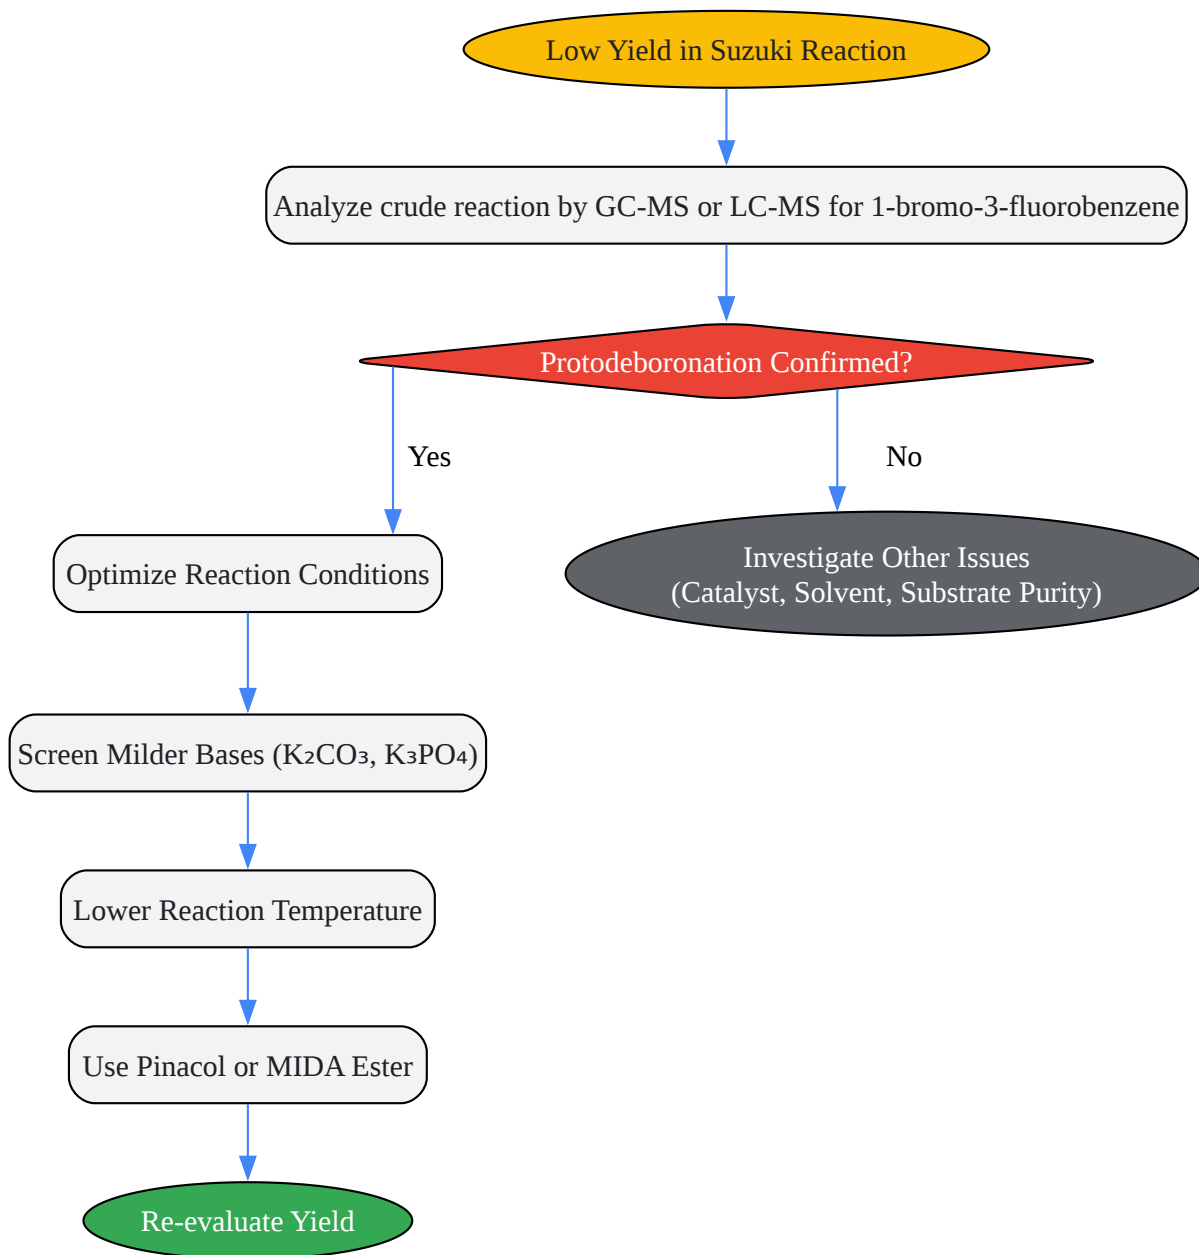 Low Yield in Suzuki Reaction
Analyze crude reaction by GC-MS or LC-MS for 1-bromo-3-fluorobenzene
Protodeboronation Confirmed?
Yes
No
Optimize Reaction Conditions
Investigate Other Issues
(Catalyst, Solvent, Substrate Purity)
Screen Milder Bases (K₂CO₃, K₃PO₄)
Lower Reaction Temperature
Use Pinacol or MIDA Ester
Re-evaluate Yield